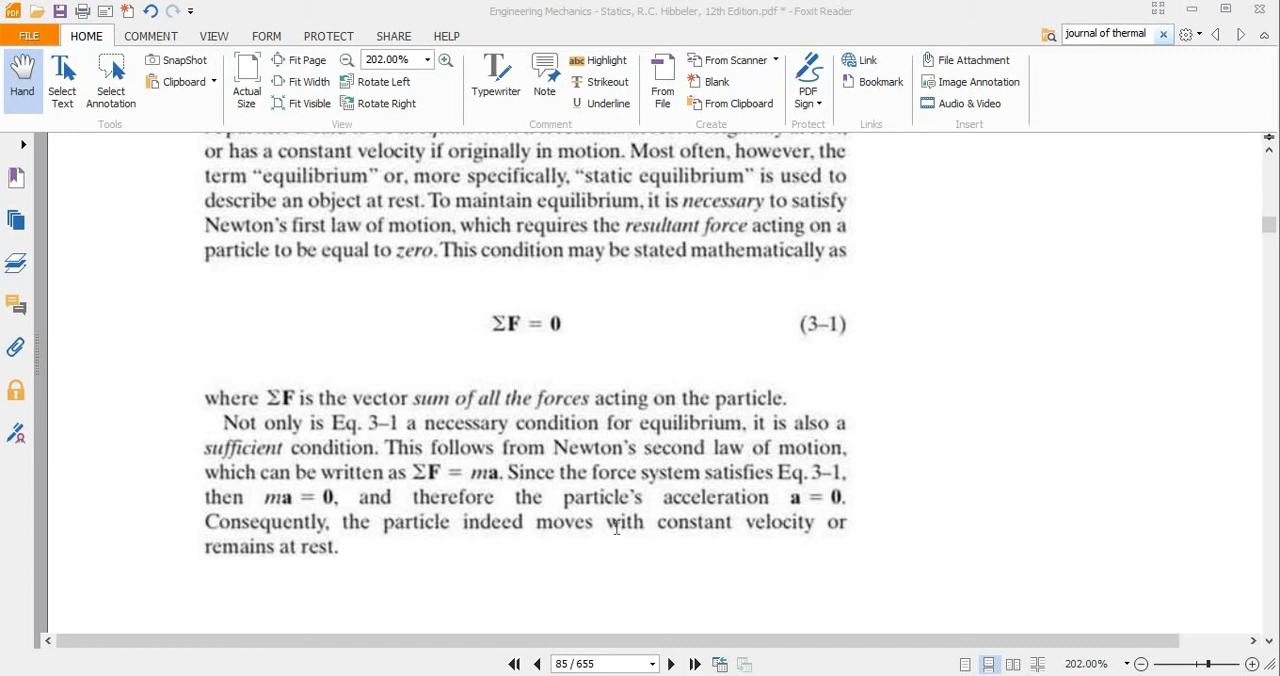 Engineering Mechanics - Statics, R.C. Hibbeler, 12th Edition.pdf * - Foxit Reader
FILE HOME COMMENT VIEW FORM PROTECT SHARE HELP journal of thermal
Hand Select Text Select Annotation SnapShot Clipboard
Actual Size Fit Page Fit Width Fit Visible 202.00% Rotate Left Rotate Right
Typewriter Note Highlight Strikeout Underline
From File From Scanner Blank From Clipboard
PDF Sign Link Bookmark File Attachment Image Annotation Audio & Video
Tools View Comment Create Protect Links Insert
or has a constant velocity if originally in motion. Most often, however, the
term “equilibrium” or, more specifically, “static equilibrium” is used to
describe an object at rest. To maintain equilibrium, it is necessary to satisfy
Newton’s first law of motion, which requires the resultant force acting on a
particle to be equal to zero. This condition may be stated mathematically as
ΣF = 0 (3–1)
where ΣF is the vector sum of all the forces acting on the particle.
Not only is Eq. 3–1 a necessary condition for equilibrium, it is also a
sufficient condition. This follows from Newton’s second law of motion,
which can be written as ΣF = ma. Since the force system satisfies Eq. 3–1,
then ma = 0, and therefore the particle’s acceleration a = 0.
Consequently, the particle indeed moves with constant velocity or
remains at rest.
85 / 655 202.00%